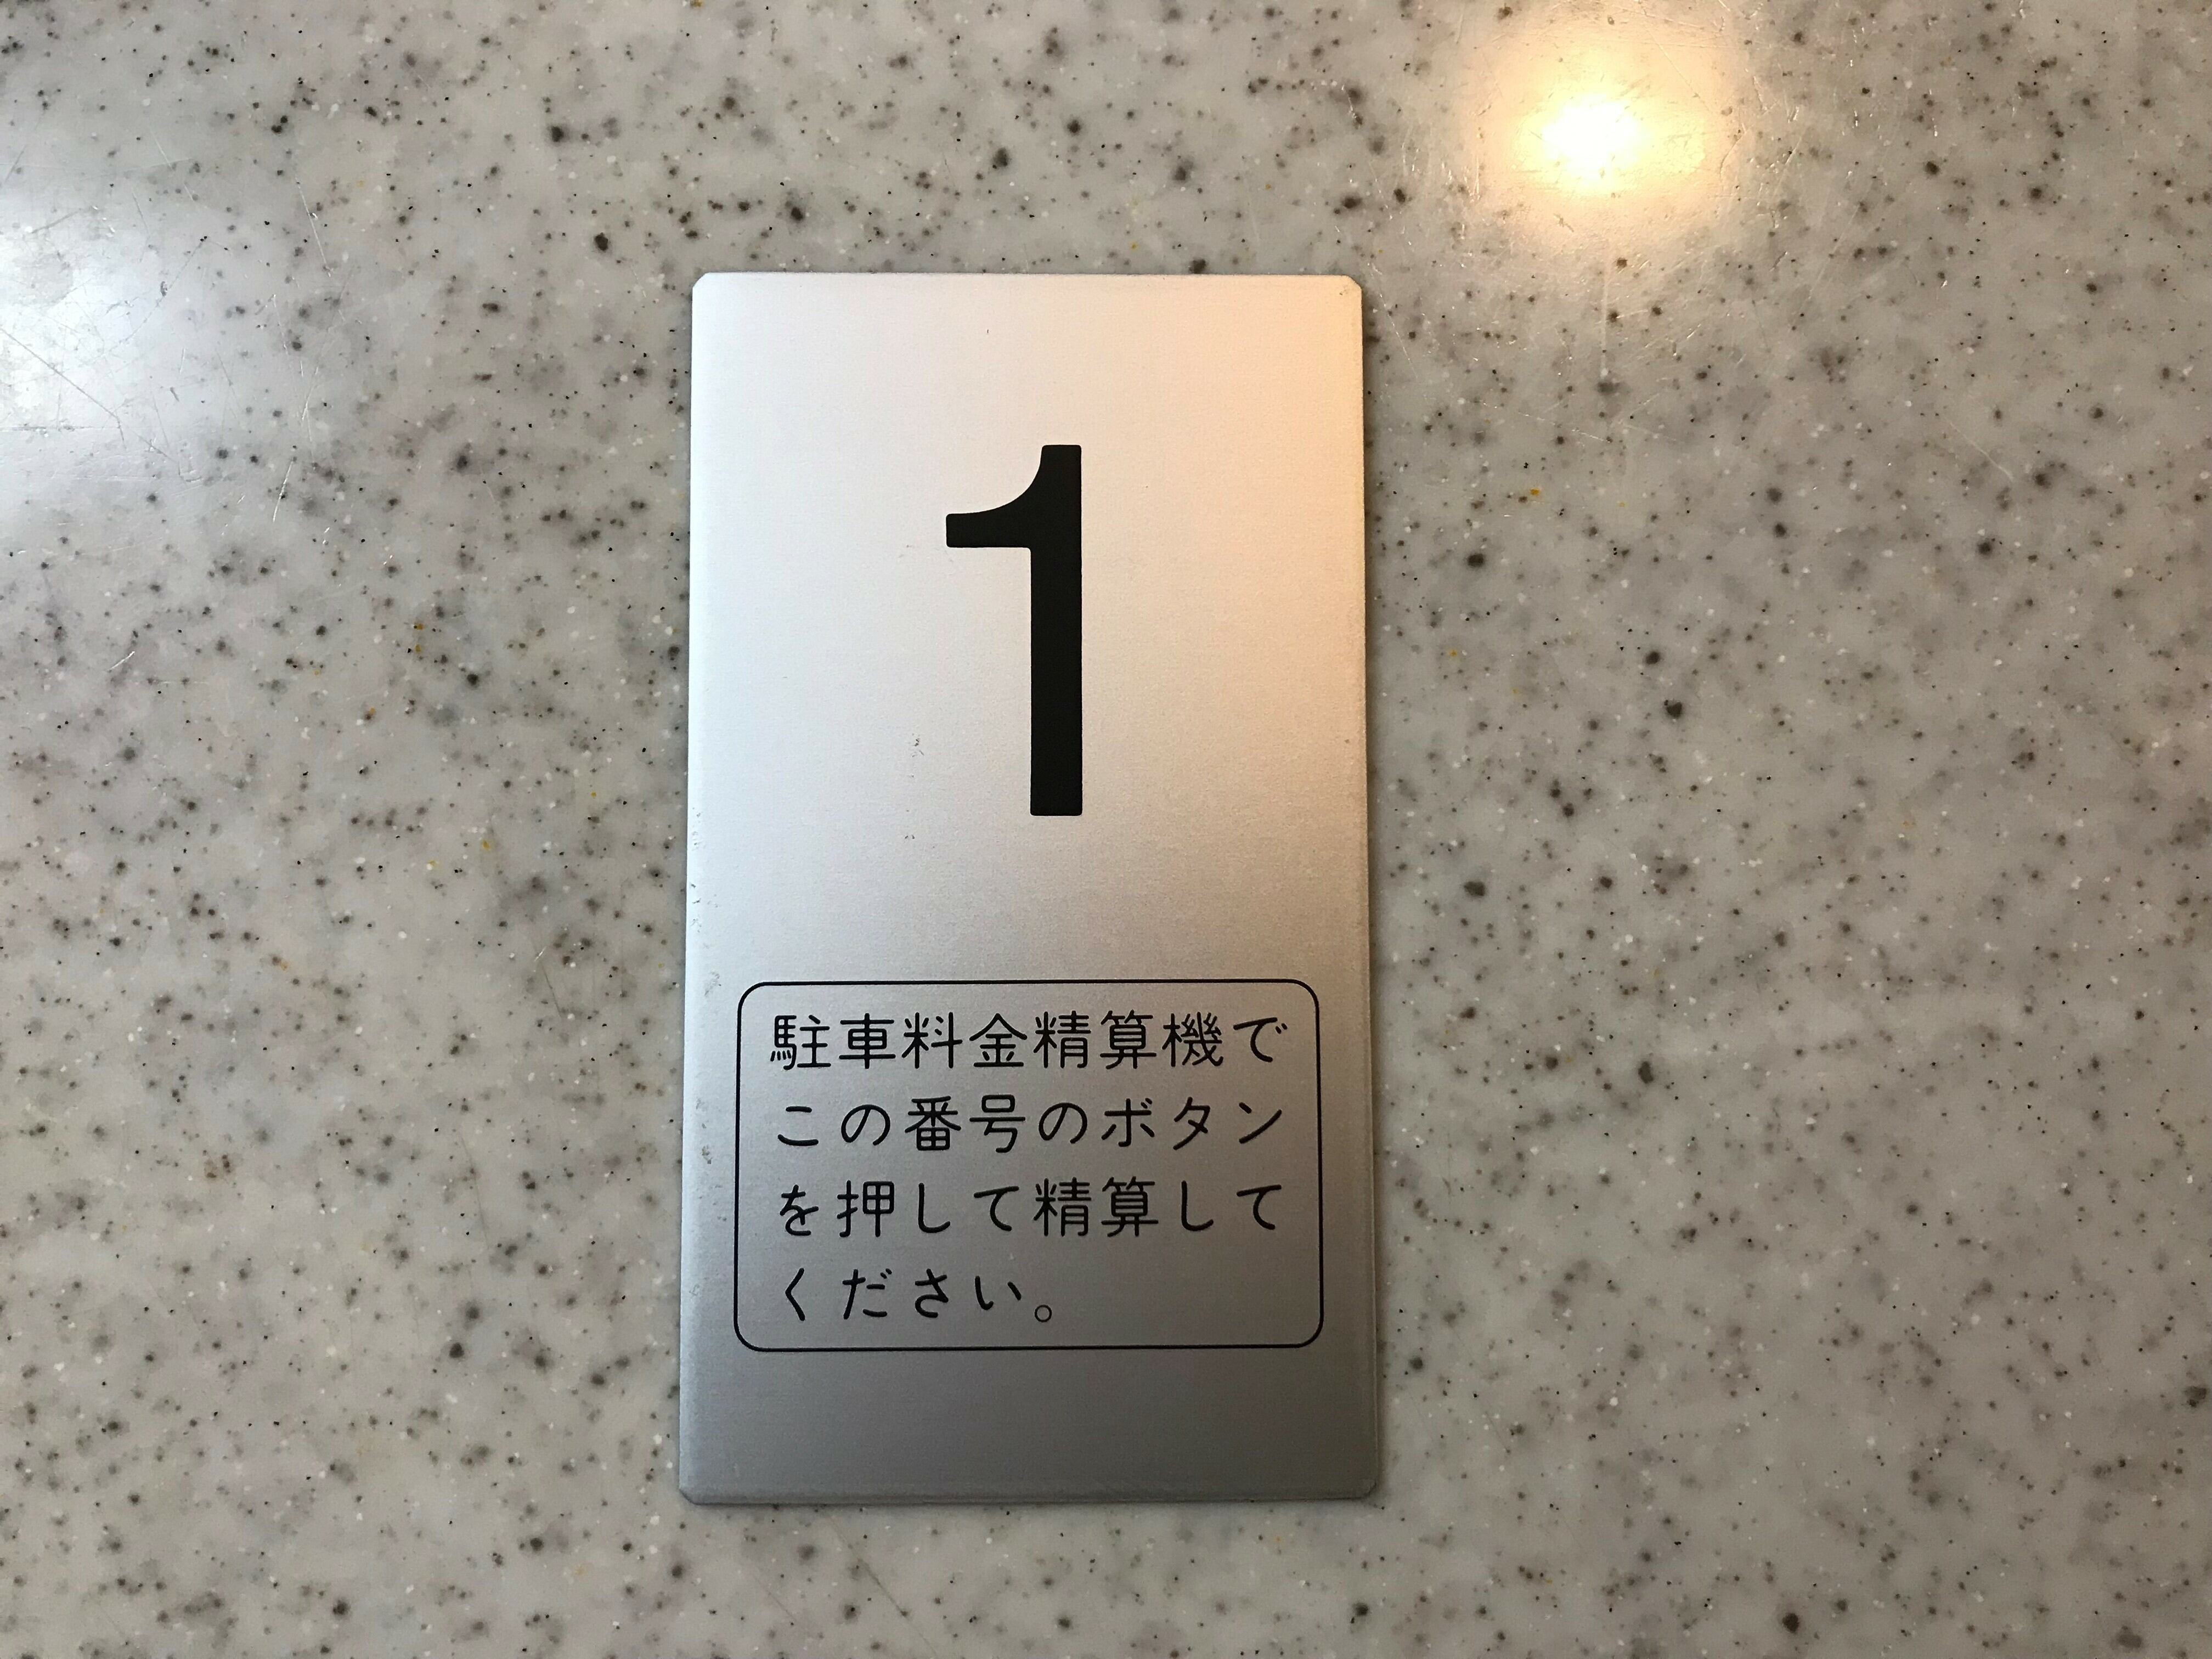 1
駐車料金精算機で
この番号のボタン
を押して精算して
ください。